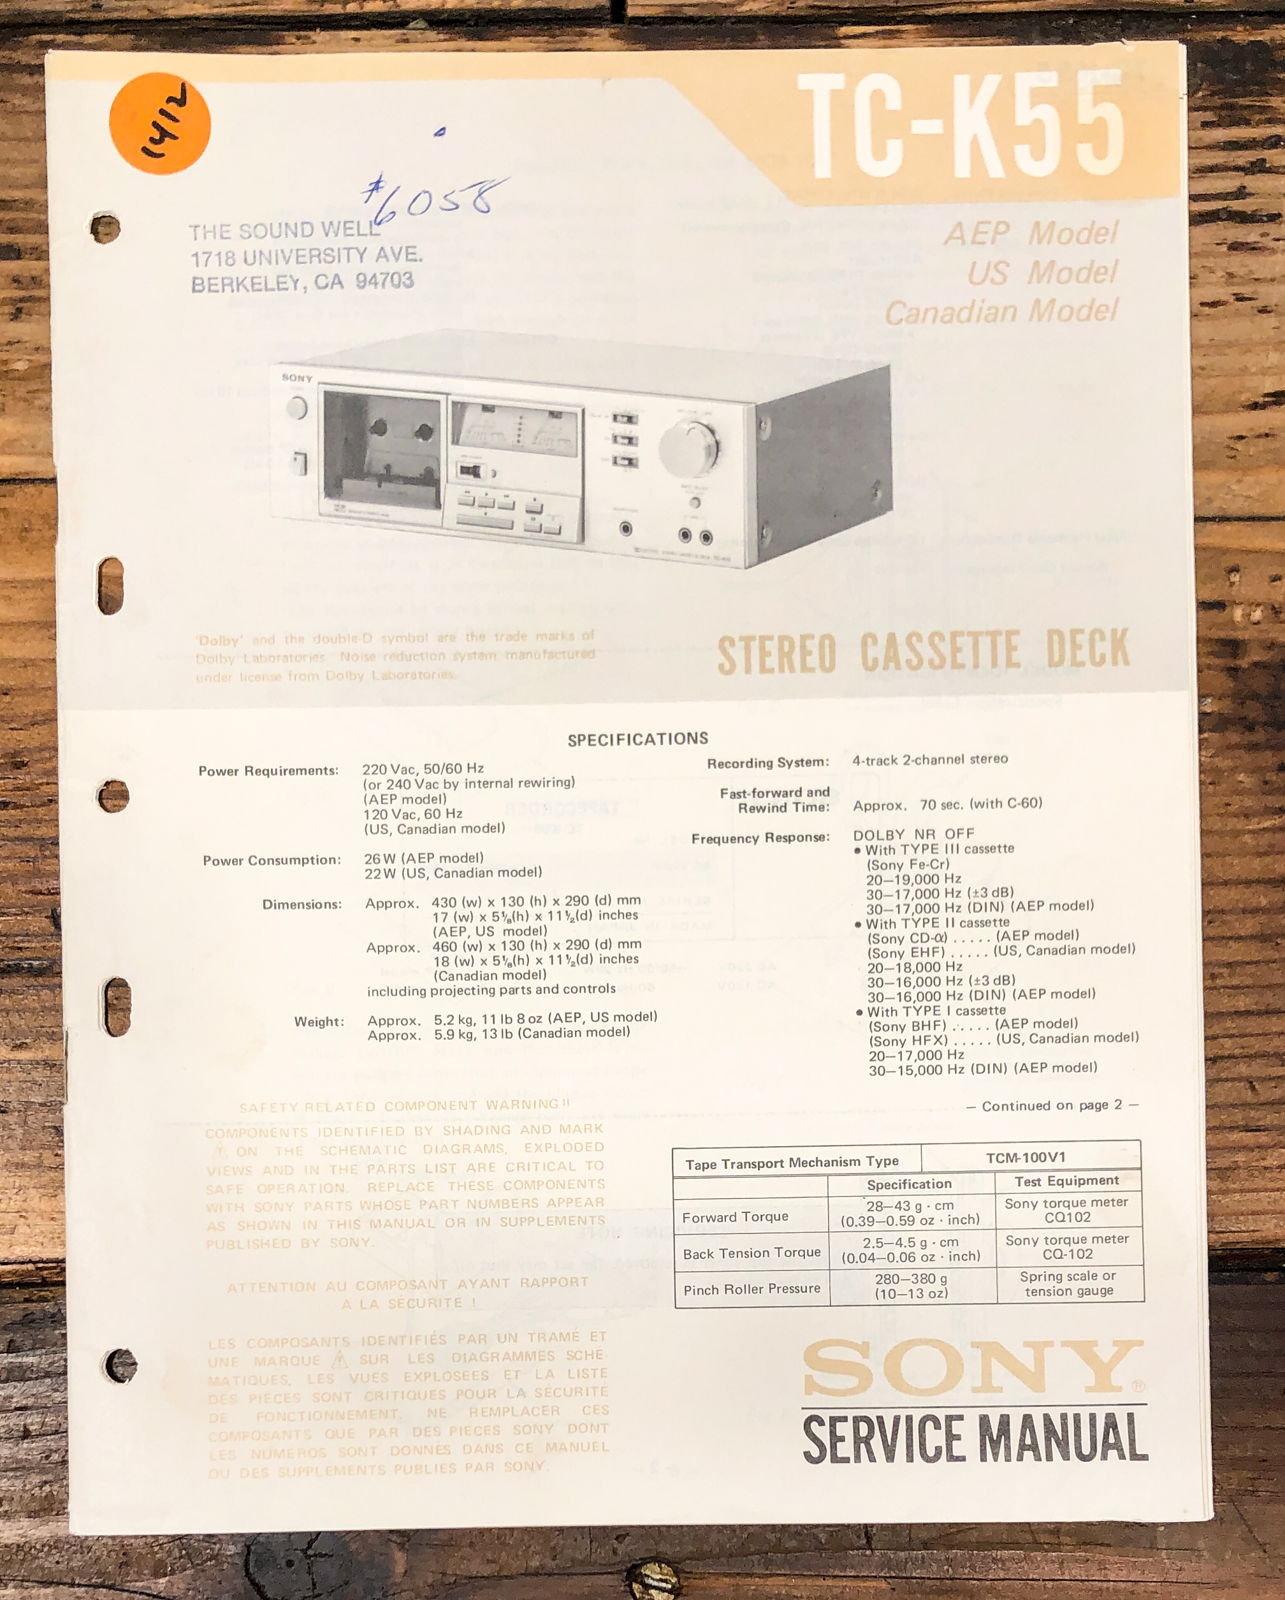 1412
TC-K55
#6058
THE SOUND WELL
1718 UNIVERSITY AVE.
BERKELEY, CA 94703
AEP Model
US Model
Canadian Model
SONY
'Dolby' and the double-D symbol are the trade marks of
Dolby Laboratories. Noise reduction system manufactured
under license from Dolby Laboratories.
STEREO CASSETTE DECK
SPECIFICATIONS
Power Requirements: 220 Vac, 50/60 Hz
(or 240 Vac by internal rewiring)
(AEP model)
120 Vac, 60 Hz
(US, Canadian model)
Power Consumption: 26 W (AEP model)
22 W (US, Canadian model)
Dimensions: Approx. 430 (w) x 130 (h) x 290 (d) mm
17 (w) x 5⅛(h) x 11½(d) inches
(AEP, US model)
Approx. 460 (w) x 130 (h) x 290 (d) mm
18 (w) x 5⅛(h) x 11½(d) inches
(Canadian model)
including projecting parts and controls
Weight: Approx. 5.2 kg, 11 lb 8 oz (AEP, US model)
Approx. 5.9 kg, 13 lb (Canadian model)
Recording System: 4-track 2-channel stereo
Fast-forward and
Rewind Time: Approx. 70 sec. (with C-60)
Frequency Response: DOLBY NR OFF
• With TYPE III cassette
(Sony Fe-Cr)
20–19,000 Hz
30–17,000 Hz (±3 dB)
30–17,000 Hz (DIN) (AEP model)
• With TYPE II cassette
(Sony CD-α) ..... (AEP model)
(Sony EHF) ..... (US, Canadian model)
20–18,000 Hz
30–16,000 Hz (±3 dB)
30–16,000 Hz (DIN) (AEP model)
• With TYPE I cassette
(Sony BHF) ..... (AEP model)
(Sony HFX) ..... (US, Canadian model)
20–17,000 Hz
30–15,000 Hz (DIN) (AEP model)
– Continued on page 2 –
SAFETY RELATED COMPONENT WARNING!!
COMPONENTS IDENTIFIED BY SHADING AND MARK
⚠ ON THE SCHEMATIC DIAGRAMS, EXPLODED
VIEWS AND IN THE PARTS LIST ARE CRITICAL TO
SAFE OPERATION. REPLACE THESE COMPONENTS
WITH SONY PARTS WHOSE PART NUMBERS APPEAR
AS SHOWN IN THIS MANUAL OR IN SUPPLEMENTS
PUBLISHED BY SONY.
ATTENTION AU COMPOSANT AYANT RAPPORT
A LA SÉCURITÉ !
LES COMPOSANTS IDENTIFIÉS PAR UN TRAMÉ ET
UNE MARQUE ⚠ SUR LES DIAGRAMMES SCHÉ-
MATIQUES, LES VUES EXPLOSÉES ET LA LISTE
DES PIECES SONT CRITIQUES POUR LA SÉCURITÉ
DE FONCTIONNEMENT. NE REMPLACER CES
COMPOSANTS QUE PAR DES PIECES SONY DONT
LES NUMÉROS SONT DONNÉS DANS CE MANUEL
OU DES SUPPLÉMENTS PUBLIÉS PAR SONY.
Tape Transport Mechanism Type TCM-100V1
Specification Test Equipment
Forward Torque 28–43 g · cm (0.39–0.59 oz · inch) Sony torque meter CQ102
Back Tension Torque 2.5–4.5 g · cm (0.04–0.06 oz · inch) Sony torque meter CQ-102
Pinch Roller Pressure 280–380 g (10–13 oz) Spring scale or tension gauge
SONY®
SERVICE MANUAL